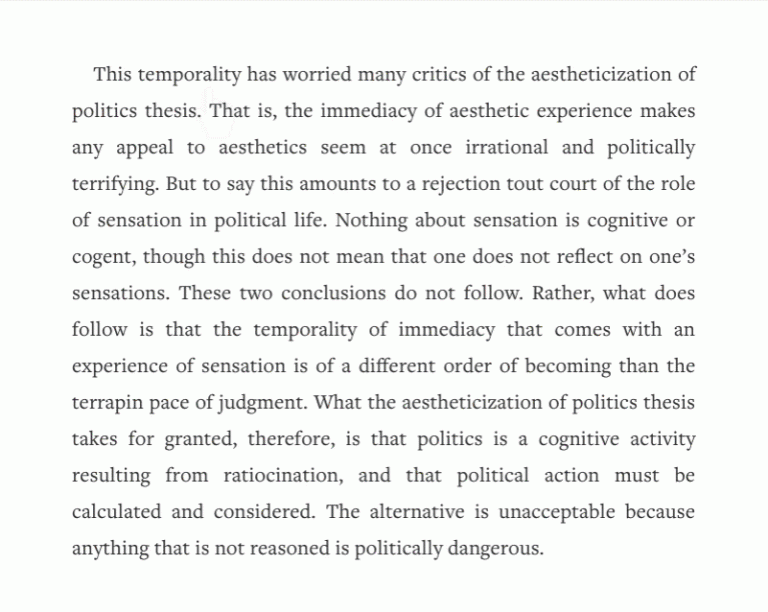 This temporality has worried many critics of the aestheticization of
politics thesis. That is, the immediacy of aesthetic experience makes
any appeal to aesthetics seem at once irrational and politically
terrifying. But to say this amounts to a rejection tout court of the role
of sensation in political life. Nothing about sensation is cognitive or
cogent, though this does not mean that one does not reflect on one’s
sensations. These two conclusions do not follow. Rather, what does
follow is that the temporality of immediacy that comes with an
experience of sensation is of a different order of becoming than the
terrapin pace of judgment. What the aestheticization of politics thesis
takes for granted, therefore, is that politics is a cognitive activity
resulting from ratiocination, and that political action must be
calculated and considered. The alternative is unacceptable because
anything that is not reasoned is politically dangerous.